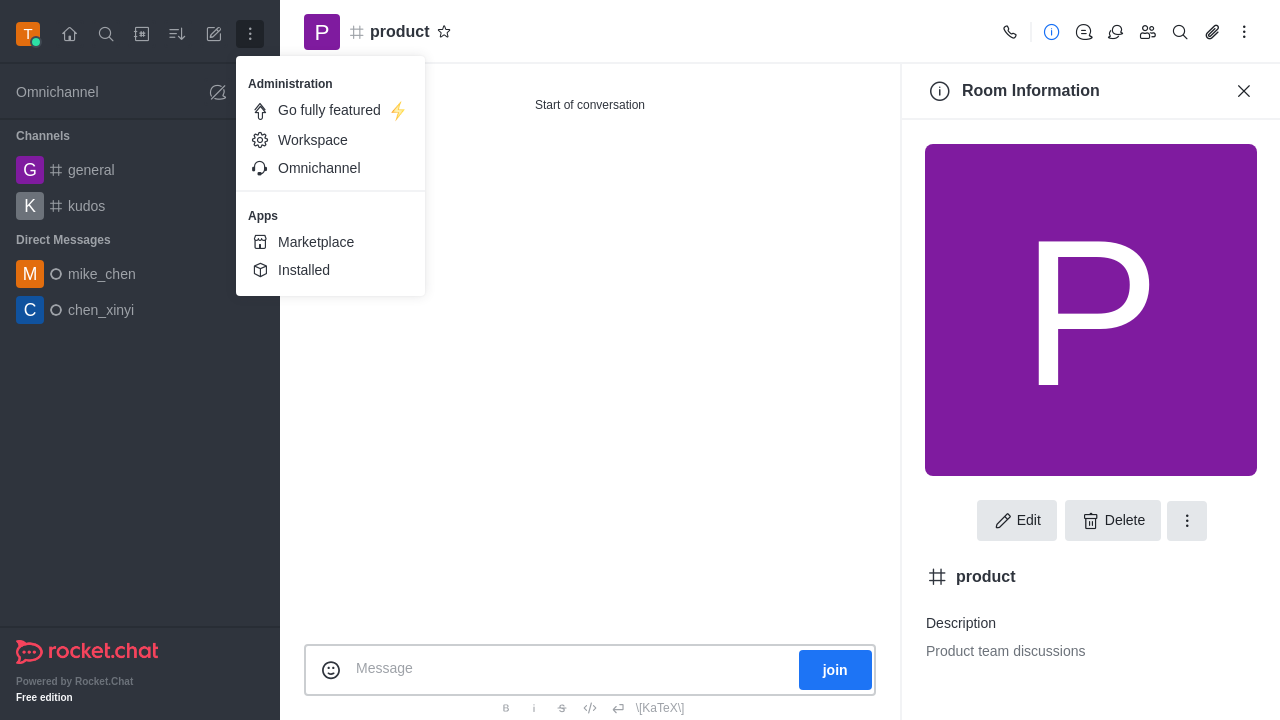 T
Omnichannel
Channels
G general
K kudos
Direct Messages
M mike_chen
C chen_xinyi
rocket.chat
Powered by Rocket.Chat
Free edition
Administration
Go fully featured
Workspace
Omnichannel
Apps
Marketplace
Installed
P product
Start of conversation
Message
join
B i S \[KaTeX\]
Room Information
P
Edit Delete
product
Description
Product team discussions